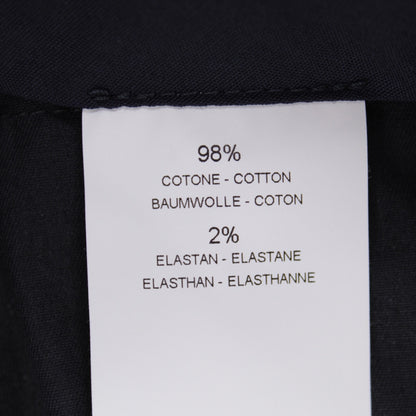 98%
COTONE - COTTON
BAUMWOLLE - COTON
2%
ELASTAN - ELASTANE
ELASTHAN - ELASTHANNE